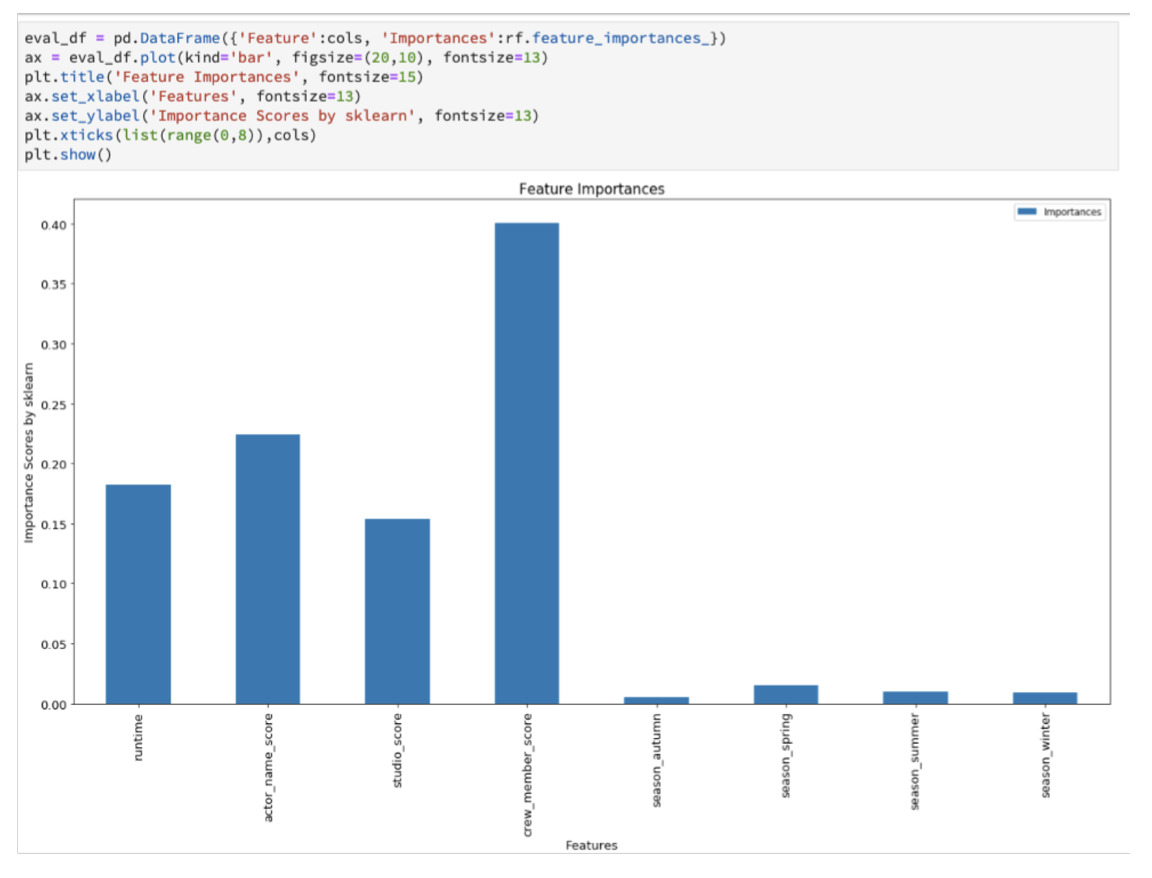 eval_df = pd.DataFrame({'Feature':cols, 'Importances':rf.feature_importances_})
ax = eval_df.plot(kind='bar', figsize=(20,10), fontsize=13)
plt.title('Feature Importances', fontsize=15)
ax.set_xlabel('Features', fontsize=13)
ax.set_ylabel('Importance Scores by sklearn', fontsize=13)
plt.xticks(list(range(0,8)),cols)
plt.show()
Feature Importances
Importances
Importance Scores by sklearn
0.40
0.35
0.30
0.25
0.20
0.15
0.10
0.05
0.00
runtime
actor_name_score
studio_score
crew_member_score
season_autumn
season_spring
season_summer
season_winter
Features